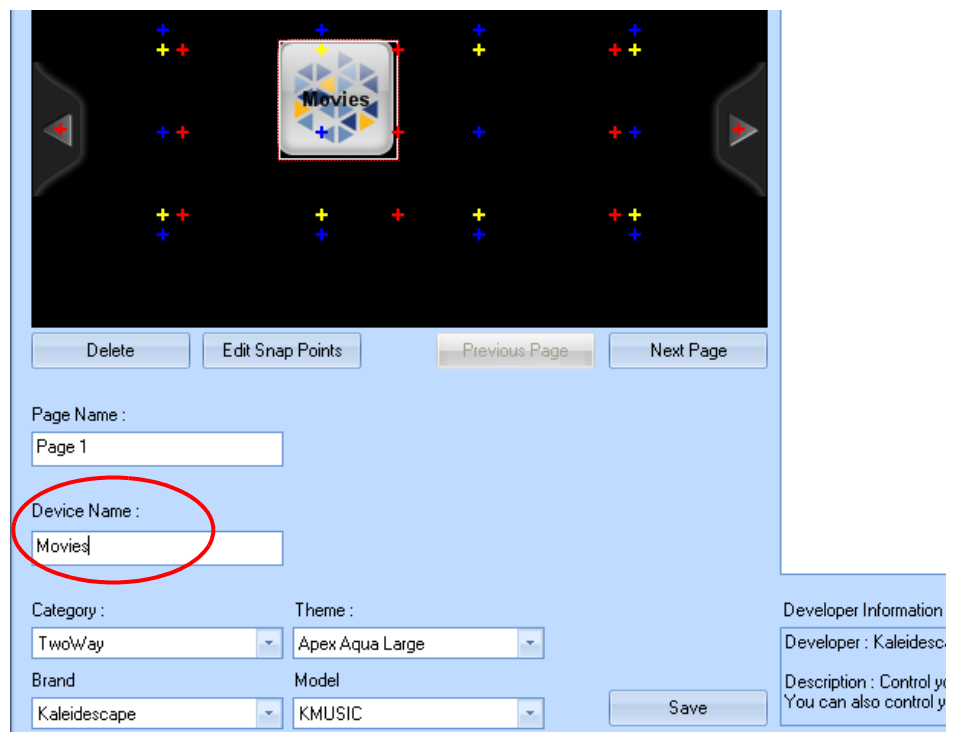 Movies
Delete Edit Snap Points Previous Page Next Page
Page Name :
Page 1
Device Name :
Movies
Category : Theme : Developer Information
TwoWay Apex Aqua Large Developer : Kaleidesca
Brand Model Description : Control yo
Kaleidescape KMUSIC Save You can also control y